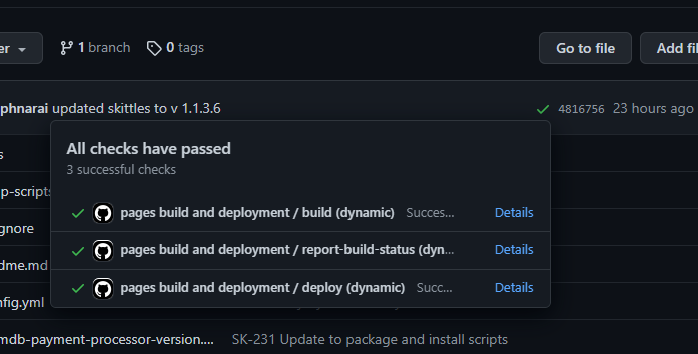 er
1 branch
0 tags
Go to file
Add fil
phnarai updated skittles to v 1.1.3.6
4816756 23 hours ago
All checks have passed
3 successful checks
s
pages build and deployment / build (dynamic) Succes... Details
p-scripts
gnore
pages build and deployment / report-build-status (dyn... Details
dme.md
pages build and deployment / deploy (dynamic) Succ... Details
nfig.yml
mdb-payment-processor-version.... SK-231 Update to package and install scripts